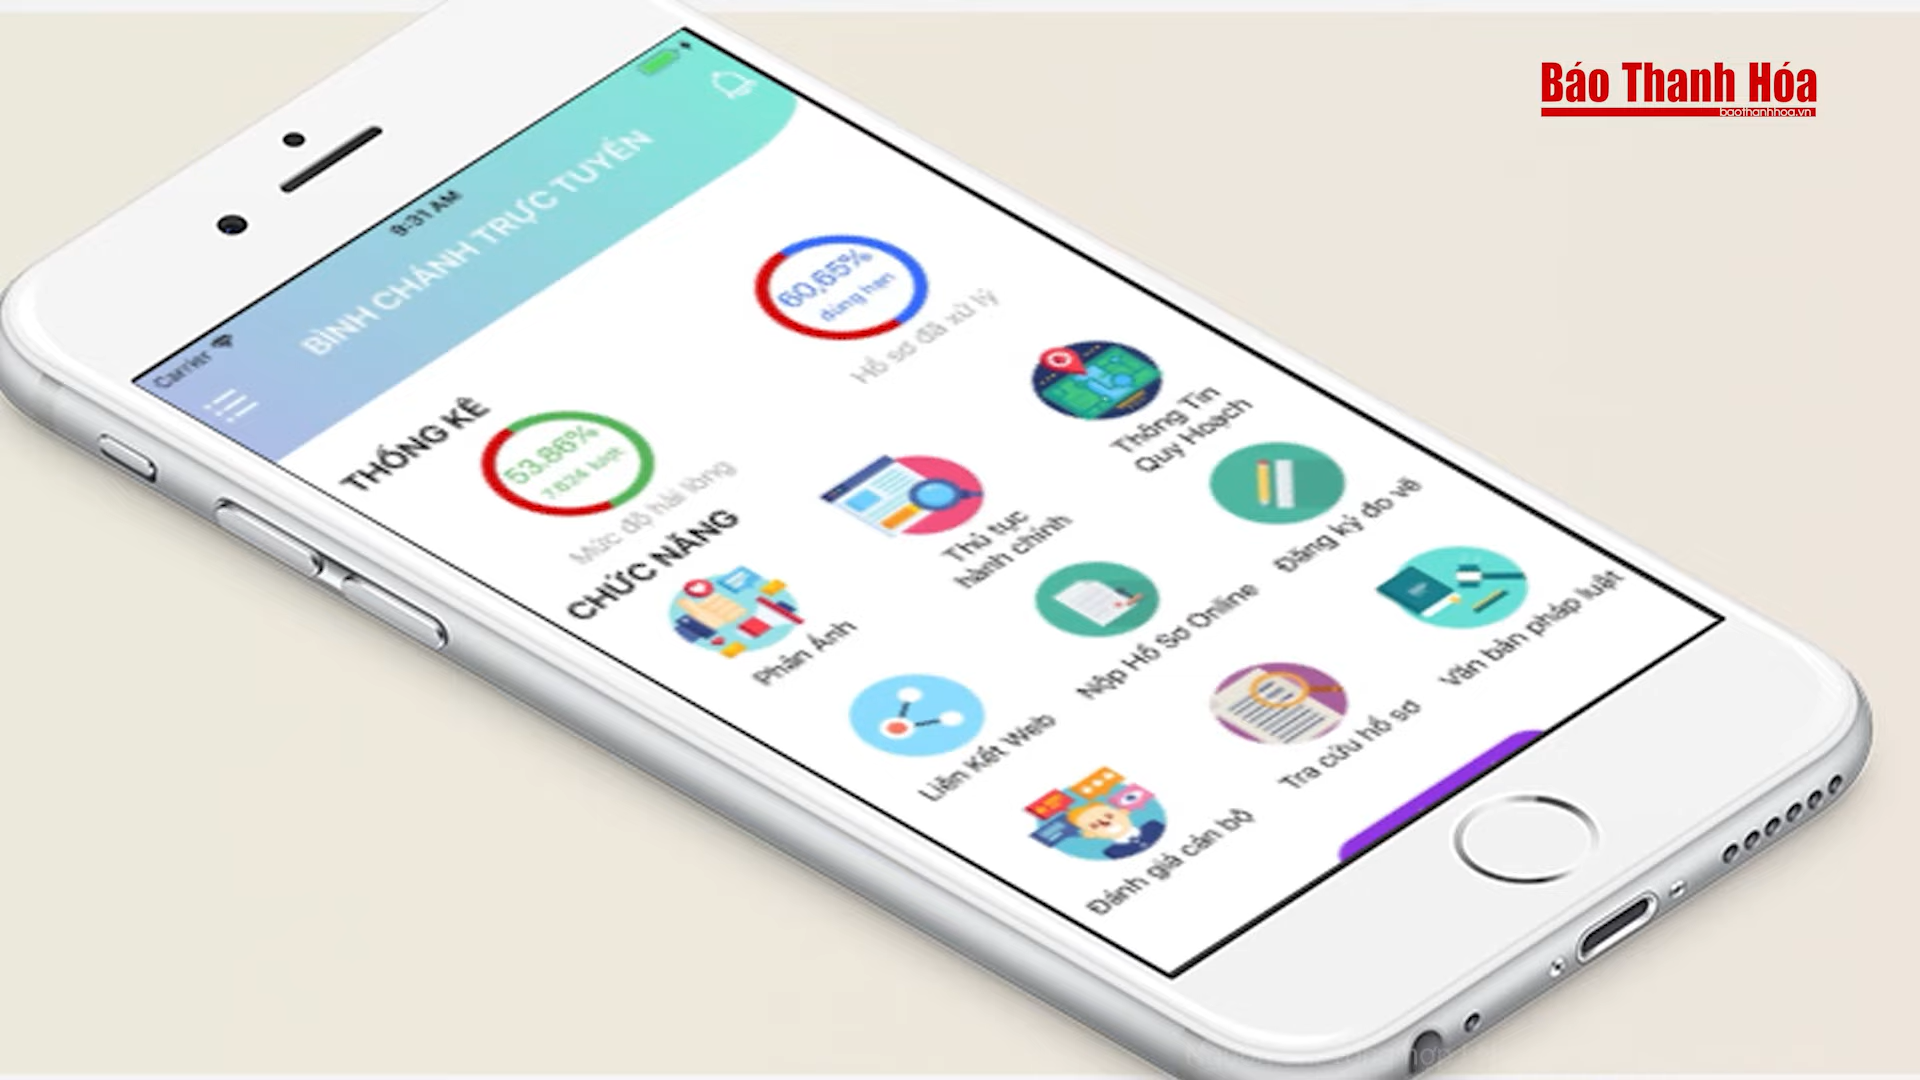 Báo Thanh Hóa
baothanhhoa.vn
Carrier
9:31 AM
BÌNH CHÁNH TRỰC TUYẾN
THỐNG KÊ
53.86%
7.624 lượt
Mức độ hài lòng
60,65%
đúng hạn
Hồ sơ đã xử lý
CHỨC NĂNG
Phản Ánh
Thủ tục
hành chính
Thông Tin
Quy Hoạch
Liên Kết Web
Nộp Hồ Sơ Online
Đăng ký đo vẽ
Đánh giá cán bộ
Tra cứu hồ sơ
Văn bản pháp luật